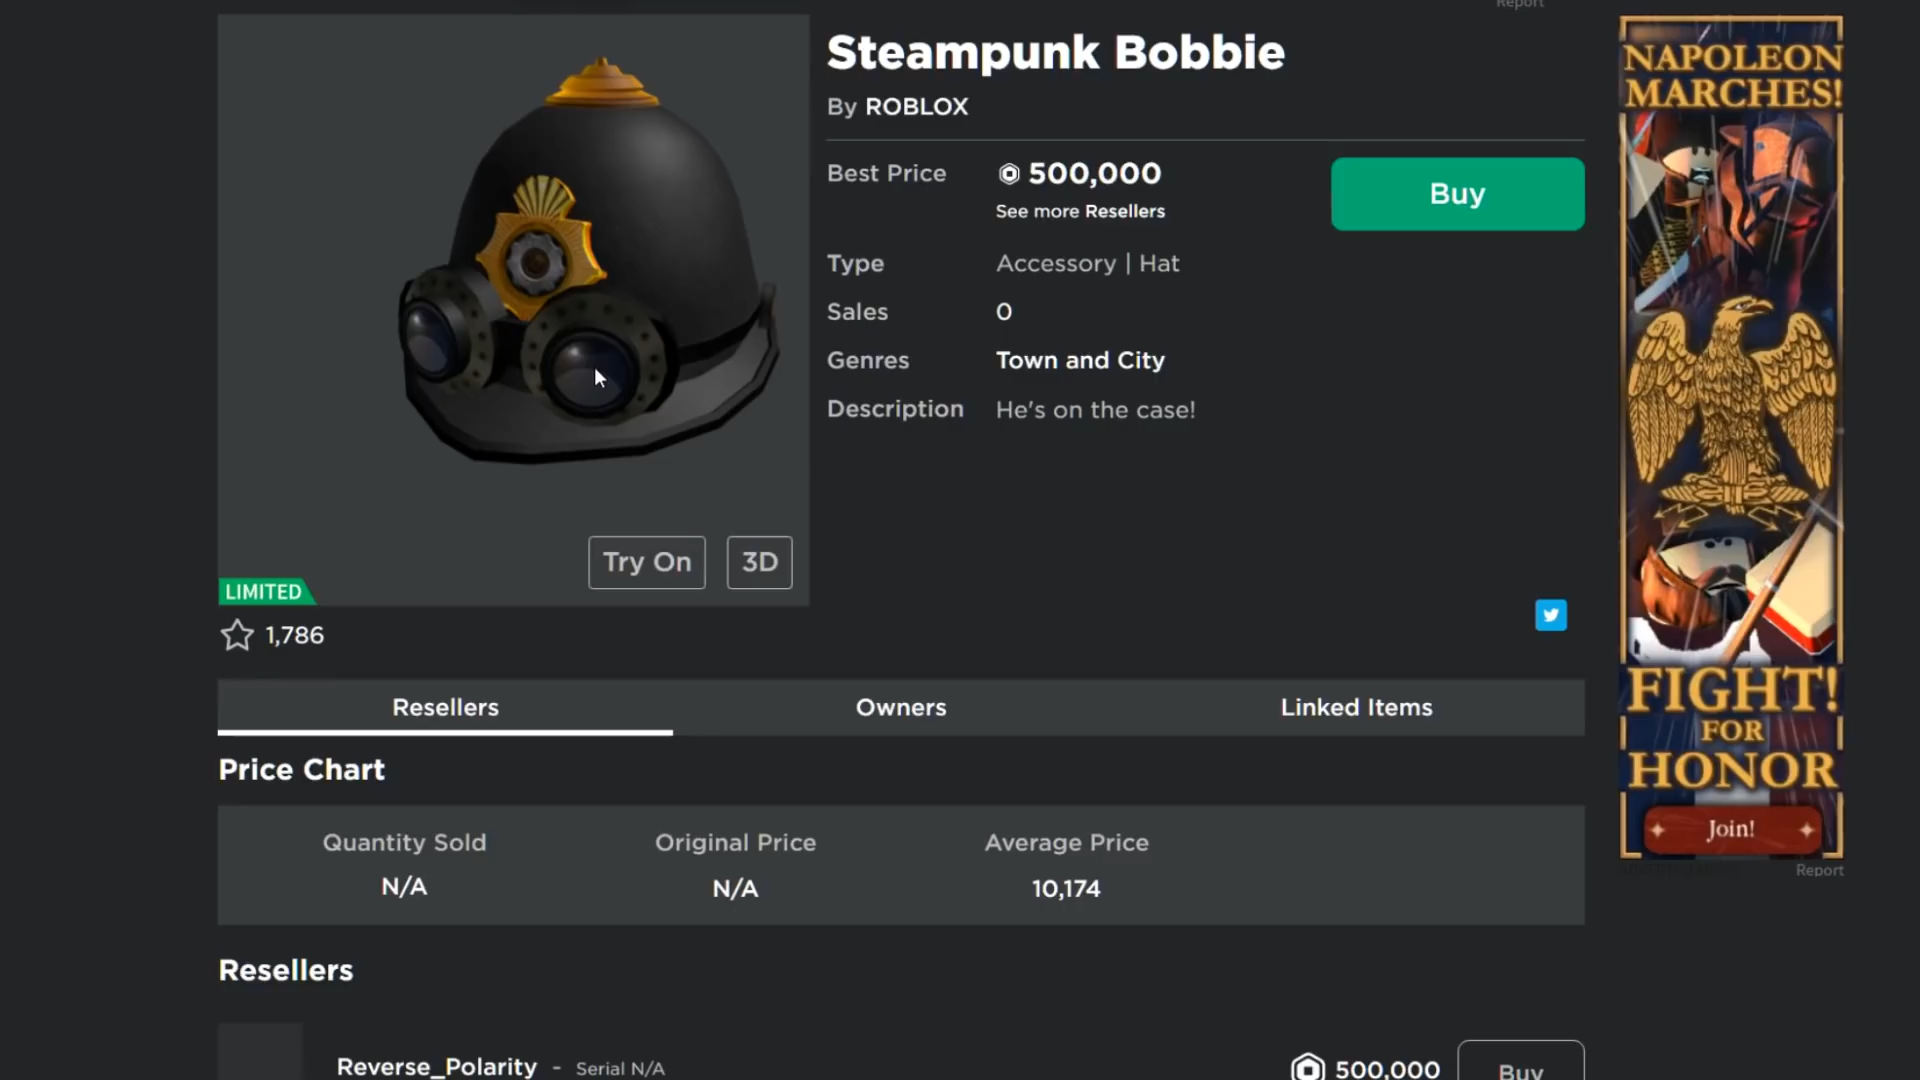 Report
Steampunk Bobbie
By ROBLOX
Best Price
500,000
See more Resellers
Buy
Type
Accessory | Hat
Sales
0
Genres
Town and City
Description
He's on the case!
Try On
3D
LIMITED
1,786
Resellers
Owners
Linked Items
Price Chart
Quantity Sold
N/A
Original Price
N/A
Average Price
10,174
Resellers
Reverse_Polarity - Serial N/A
500,000
Buy
NAPOLEON
MARCHES!
FIGHT!
FOR
HONOR
Join!
Report